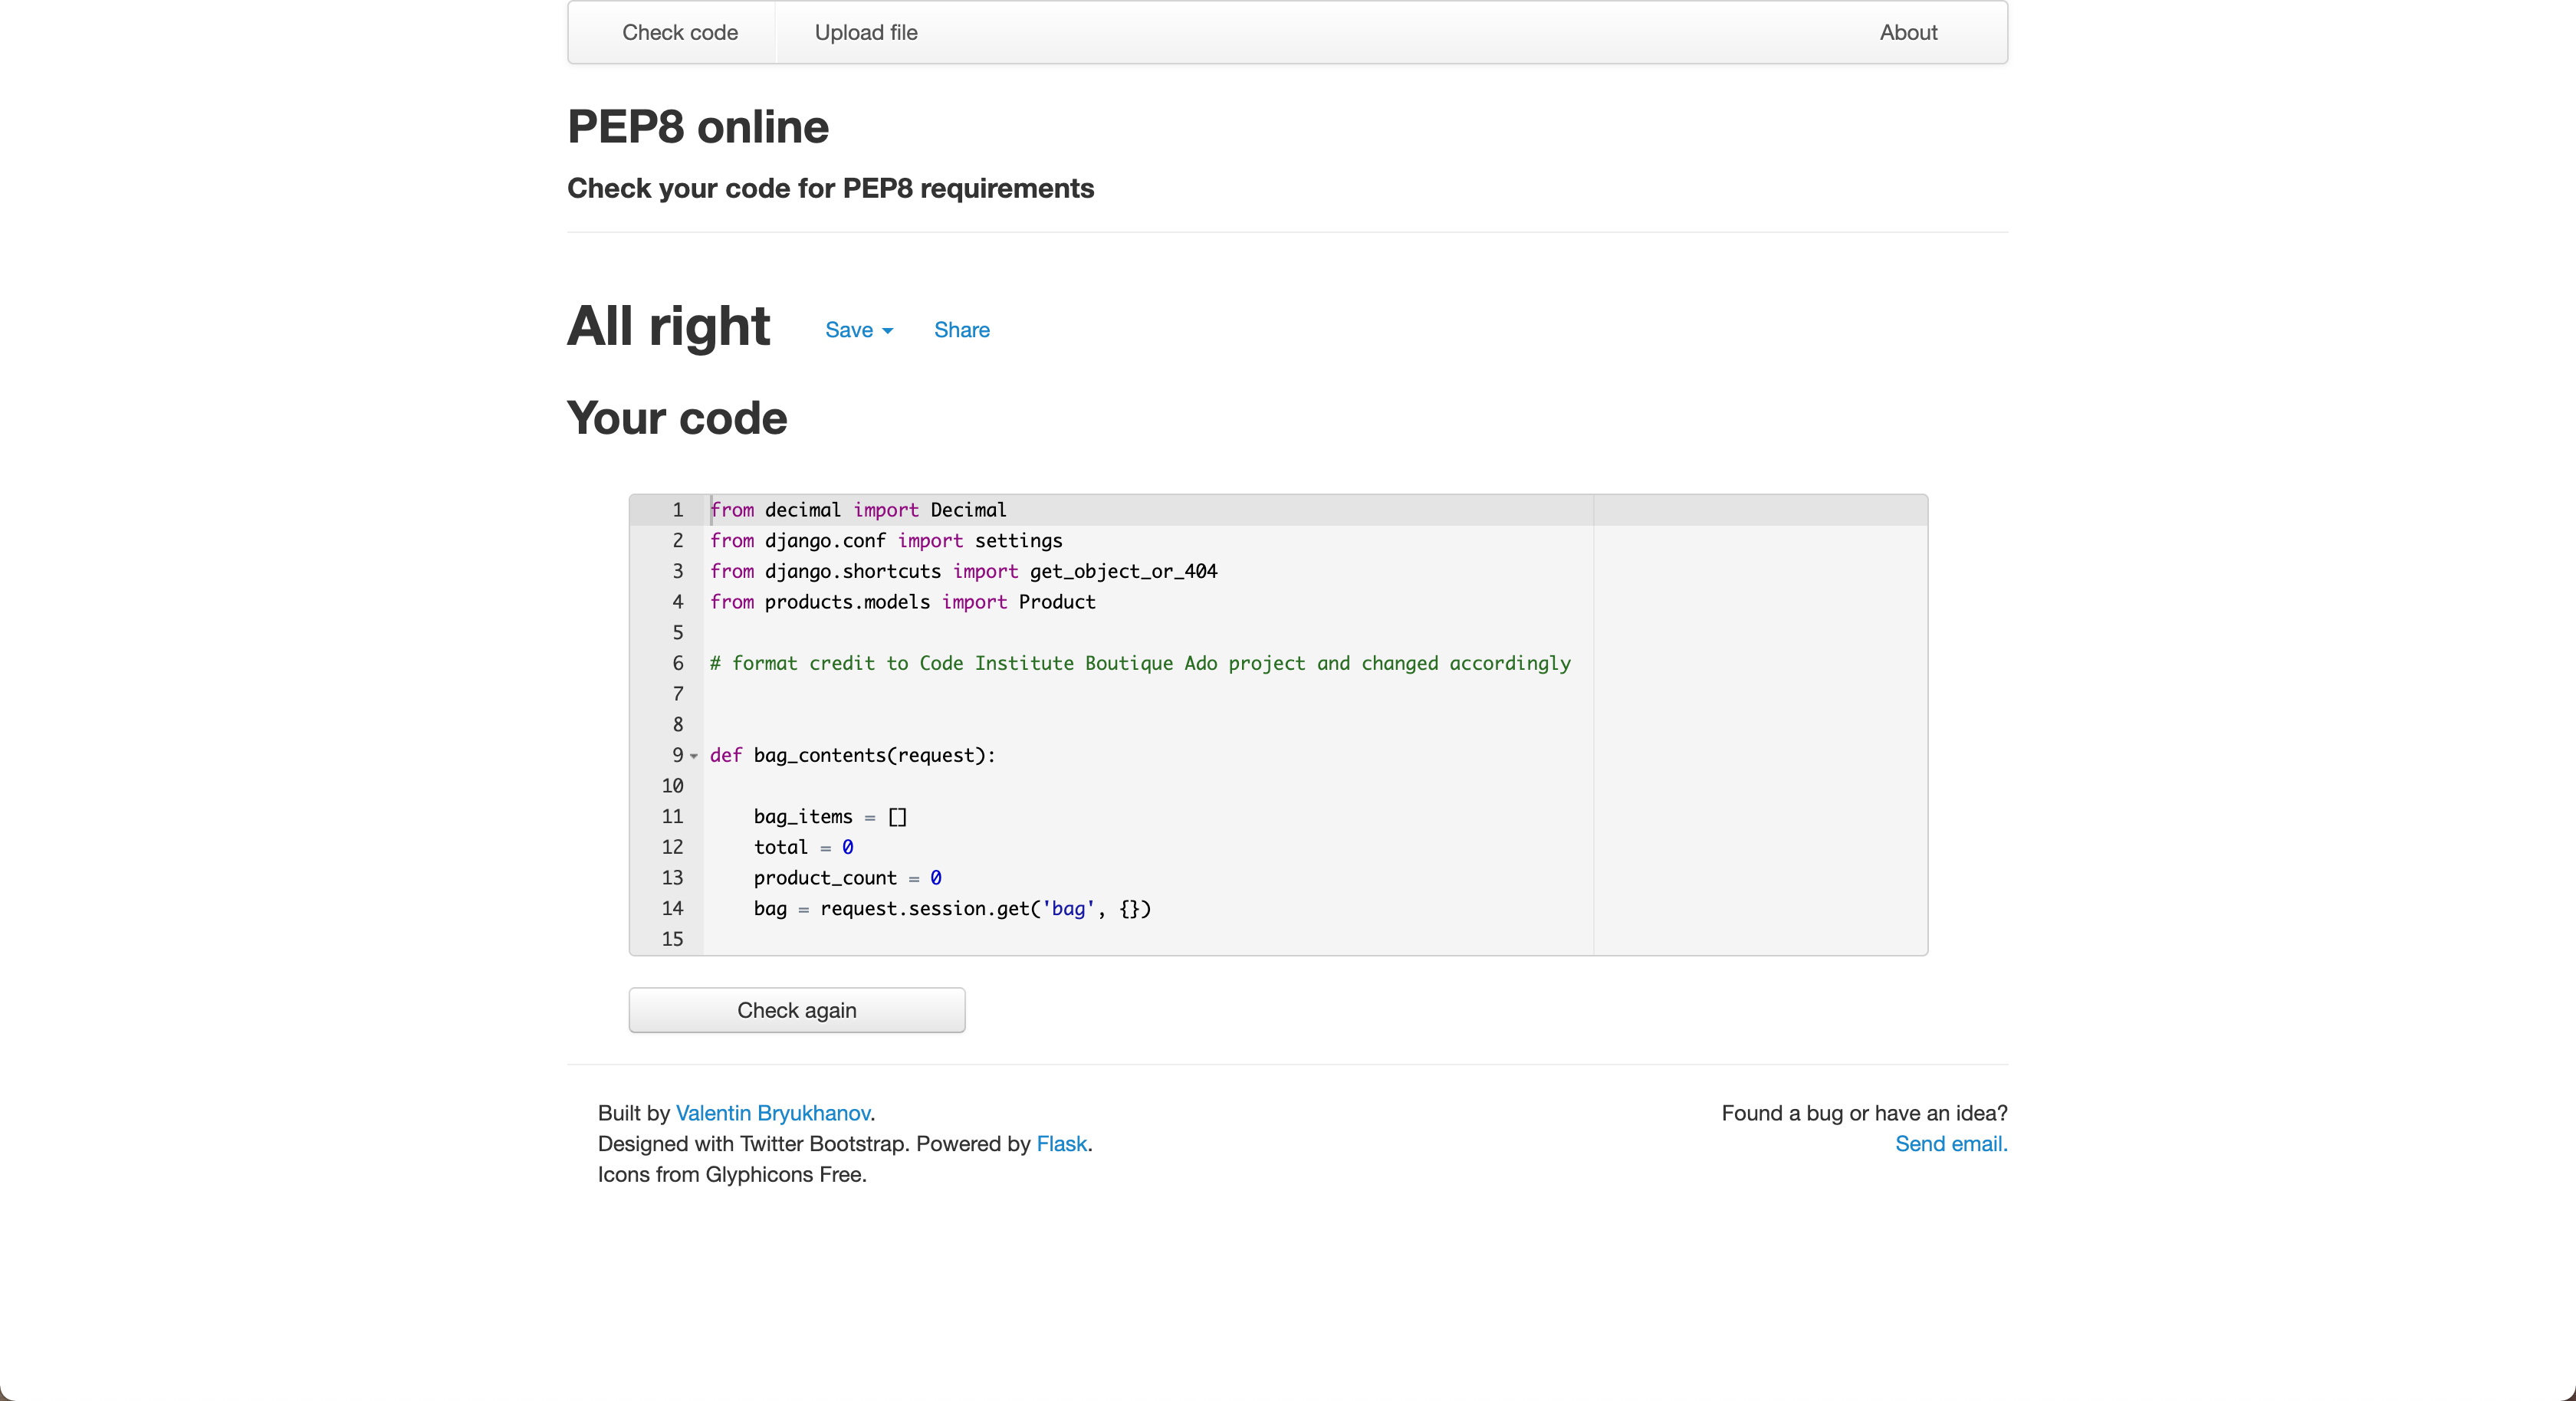 Check code Upload file About
PEP8 online
Check your code for PEP8 requirements
All right Save Share
Your code
1 from decimal import Decimal
2 from django.conf import settings
3 from django.shortcuts import get_object_or_404
4 from products.models import Product
5
6 # format credit to Code Institute Boutique Ado project and changed accordingly
7
8
9 def bag_contents(request):
10
11 bag_items = []
12 total = 0
13 product_count = 0
14 bag = request.session.get('bag', {})
15
Check again
Built by Valentin Bryukhanov. Found a bug or have an idea?
Designed with Twitter Bootstrap. Powered by Flask. Send email.
Icons from Glyphicons Free.